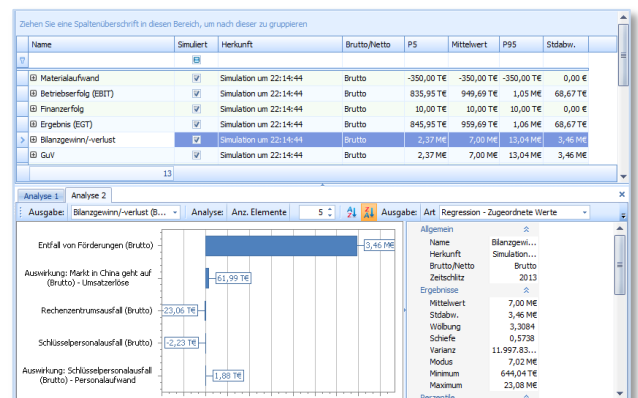 Ziehen Sie eine Spaltenüberschrift in diesen Bereich, um nach dieser zu gruppieren
Name Simuliert Herkunft Brutto/Netto P5 Mittelwert P95 Stdabw.
Materialaufwand Simulation um 22:14:44 Brutto -350,00 T€ -350,00 T€ -350,00 T€ 0,00 €
Betriebserfolg (EBIT) Simulation um 22:14:44 Brutto 835,95 T€ 949,69 T€ 1,05 M€ 68,67 T€
Finanzerfolg Simulation um 22:14:44 Brutto 10,00 T€ 10,00 T€ 10,00 T€ 0,00 €
Ergebnis (EGT) Simulation um 22:14:44 Brutto 845,95 T€ 959,69 T€ 1,06 M€ 68,67 T€
Bilanzgewinn/-verlust Simulation um 22:14:44 Brutto 2,37 M€ 7,00 M€ 13,04 M€ 3,46 M€
GuV Simulation um 22:14:44 Brutto 2,37 M€ 7,00 M€ 13,04 M€ 3,46 M€
13
Analyse 1 Analyse 2
Ausgabe: Bilanzgewinn/-verlust (B... Analyse: Anz. Elemente 5 Ausgabe: Art Regression - Zugeordnete Werte
Entfall von Förderungen (Brutto) 3,46 M€
Auswirkung: Markt in China geht auf (Brutto) - Umsatzerlöse 61,99 T€
Rechenzentrumsausfall (Brutto) -23,06 T€
Schlüsselpersonalausfall (Brutto) -2,23 T€
Auswirkung: Schlüsselpersonalausfall (Brutto) - Personalaufwand 1,88 T€
Allgemein
Name Bilanzgewi...
Herkunft Simulation...
Brutto/Netto Brutto
Zeitschlitz 2013
Ergebnisse
Mittelwert 7,00 M€
Stdabw. 3,46 M€
Wölbung 3,3084
Schiefe 0,5738
Varianz 11.997.83...
Modus 7,02 M€
Minimum 644,04 T€
Maximum 23,08 M€
Perzentile